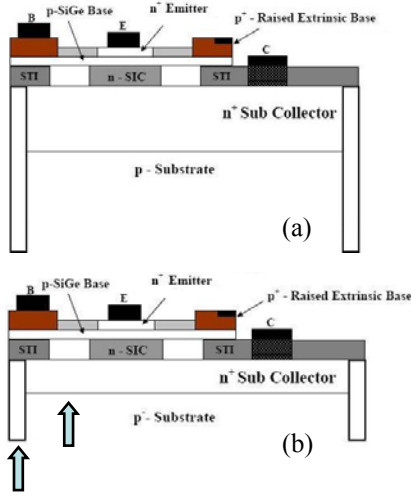 n⁺ Emitter
p⁺ - Raised Extrinsic Base
B
p-SiGe Base
E
C
STI
n - SIC
STI
n⁺ Sub Collector
p - Substrate
(a)
p-SiGe Base
n⁺ Emitter
B
E
p⁺ - Raised Extrinsic Base
C
STI
n - SIC
STI
n⁺ Sub Collector
p⁻- Substrate
(b)